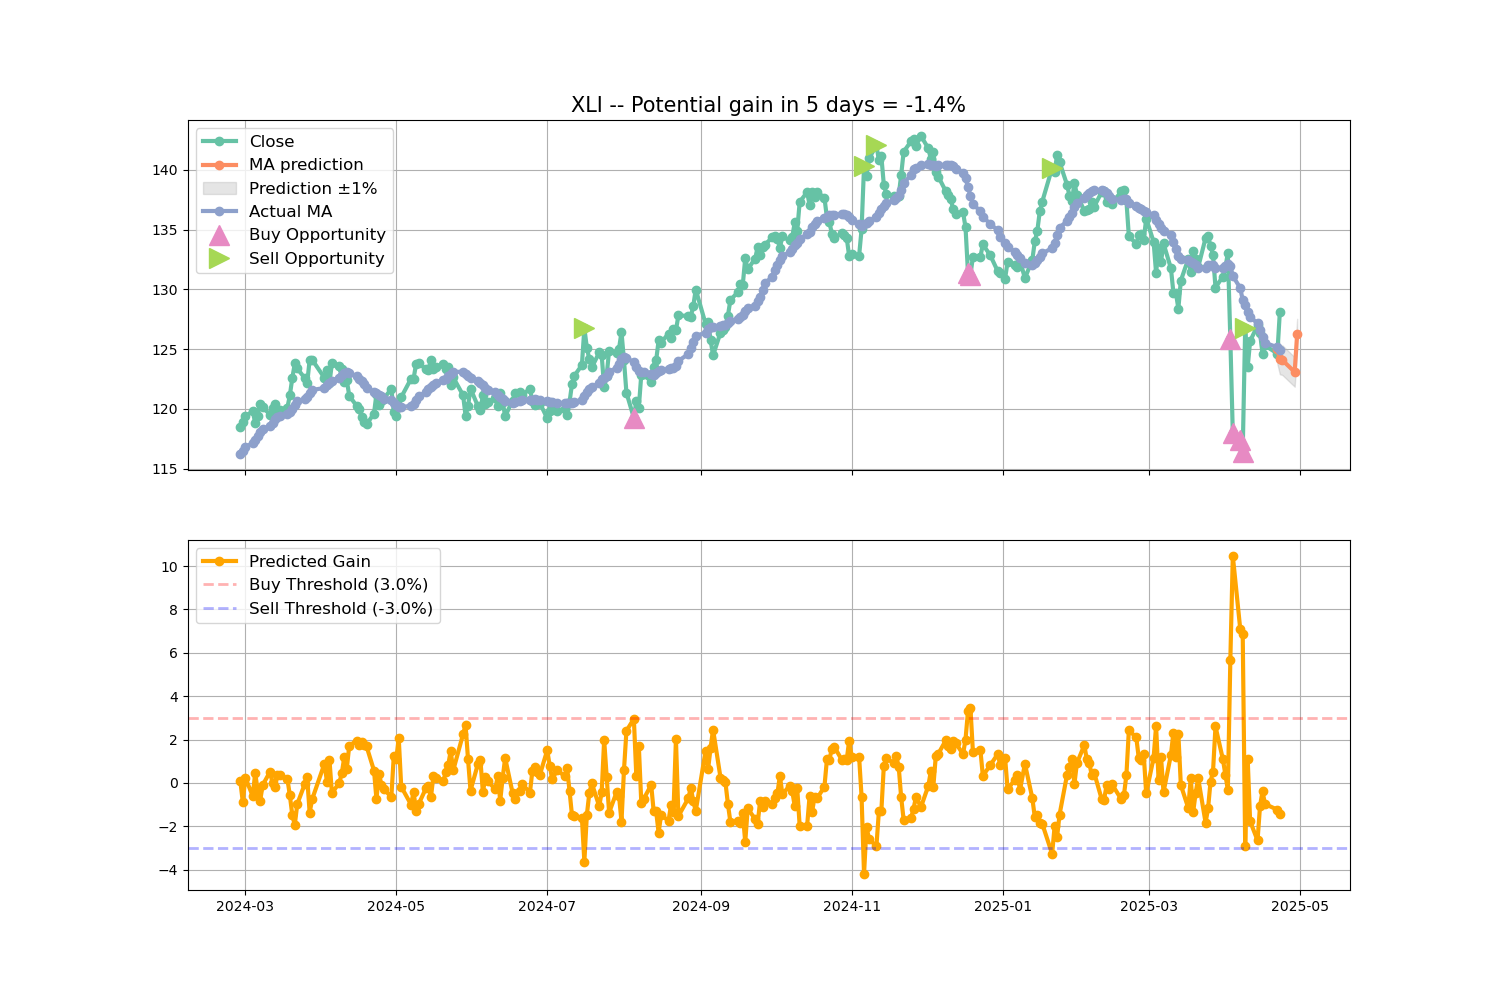 XLI -- Potential gain in 5 days = -1.4%
Close
MA prediction
Prediction ±1%
Actual MA
Buy Opportunity
Sell Opportunity
140
135
130
125
120
115
Predicted Gain
Buy Threshold (3.0%)
Sell Threshold (-3.0%)
10
8
6
4
2
0
−2
−4
2024-03
2024-05
2024-07
2024-09
2024-11
2025-01
2025-03
2025-05